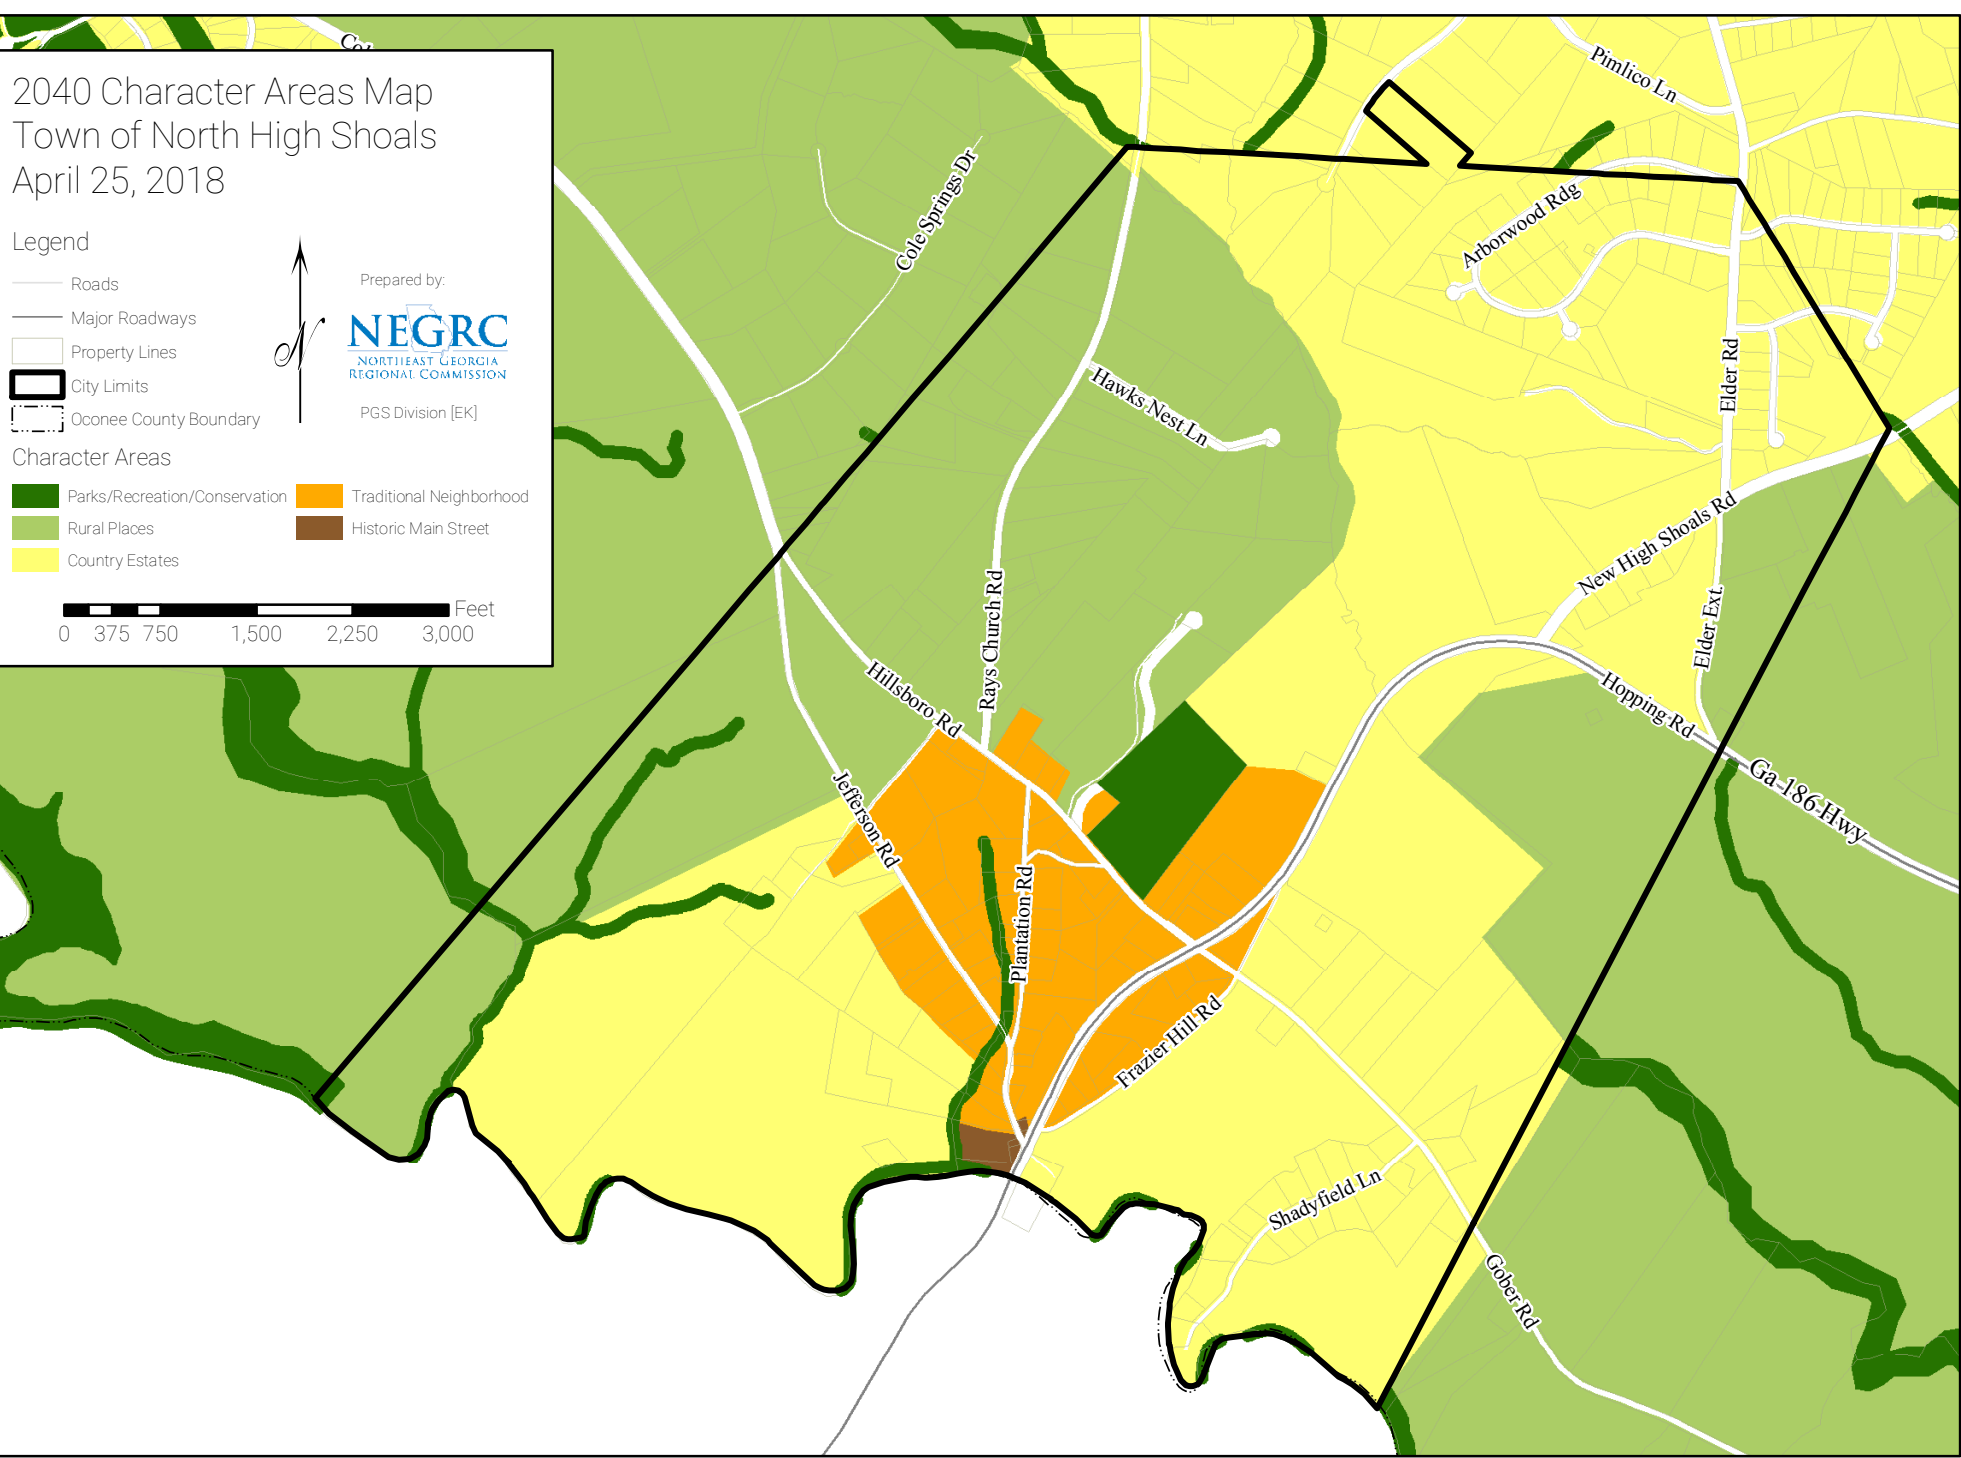 2040 Character Areas Map
Town of North High Shoals
April 25, 2018
Legend
Roads
Major Roadways
Property Lines
City Limits
Oconee County Boundary
N
Prepared by:
NEGRC
NORTHEAST GEORGIA
REGIONAL COMMISSION
PGS Division [EK]
Character Areas
Parks/Recreation/Conservation
Traditional Neighborhood
Rural Places
Historic Main Street
Country Estates
Feet
0 375 750 1,500 2,250 3,000
Pimlico Ln
Cole Springs Dr
Arborwood Rdg
Elder Rd
Hawks Nest Ln
New High Shoals Rd
Rays Church Rd
Elder Ext.
Hillsboro Rd
Hopping Rd
Ga 186 Hwy
Jefferson Rd
Plantation Rd
Frazier Hill Rd
Shadyfield Ln
Gober Rd